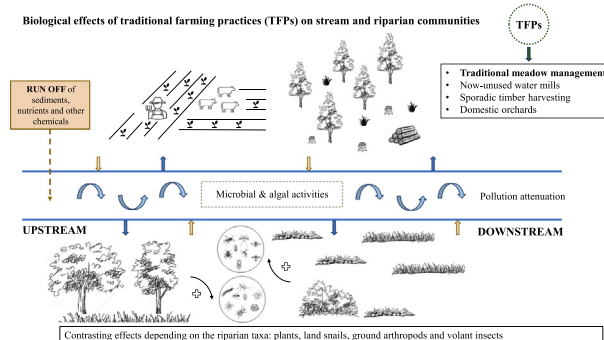 Biological effects of traditional farming practices (TFPs) on stream and riparian communities
TFPs
• Traditional meadow management
• Now-unused water mills
• Sporadic timber harvesting
• Domestic orchards
RUN OFF of
sediments,
nutrients and other
chemicals
Microbial & algal activities
Pollution attenuation
UPSTREAM
DOWNSTREAM
Contrasting effects depending on the riparian taxa: plants, land snails, ground arthropods and volant insects